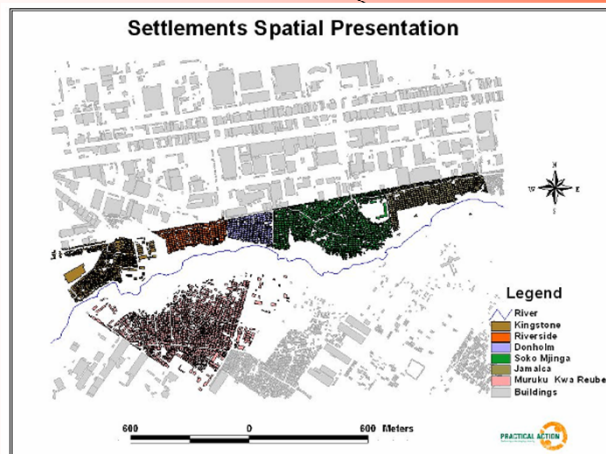 Settlements Spatial Presentation
N
W E
S
Legend
River
Kingstone
Riverside
Donholm
Soko Mjinga
Jamaica
Muruku Kwa Reube
Buildings
600 0 600 Meters
PRACTICAL ACTION